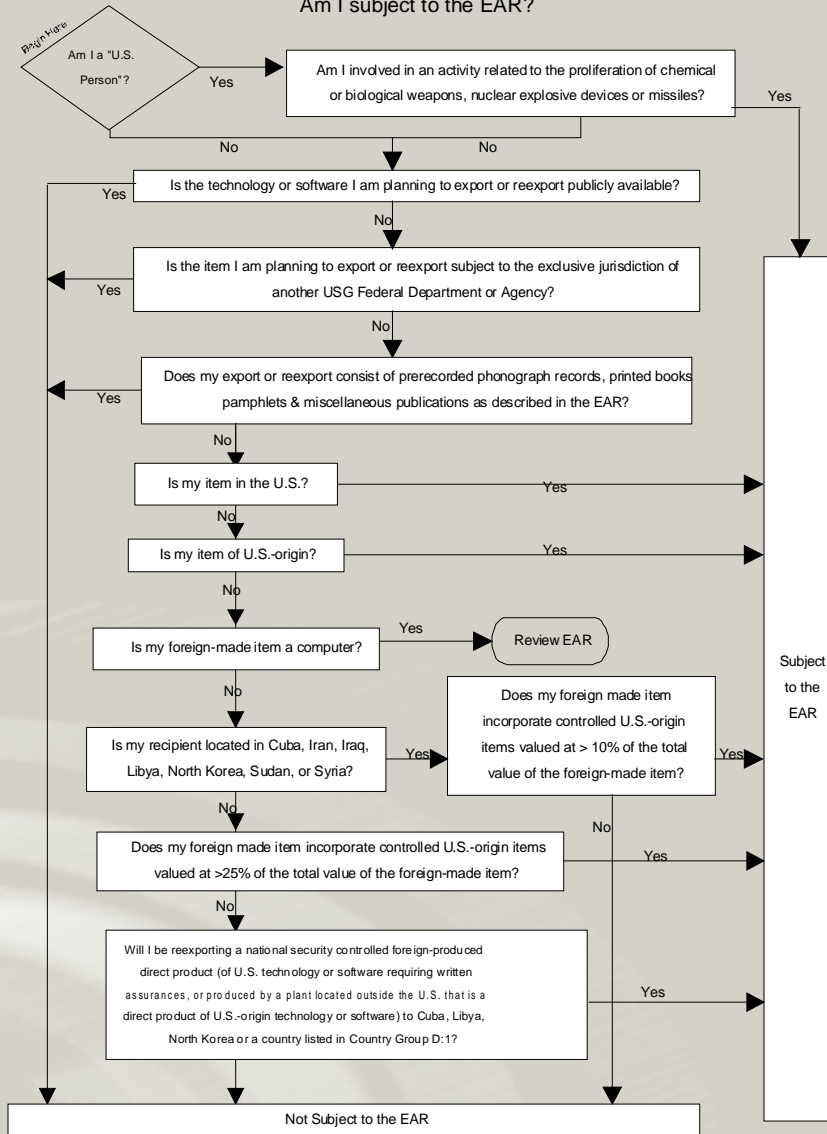 Am I subject to the EAR?
Begin Here
Am I a "U.S.
Person"?
Yes
Am I involved in an activity related to the proliferation of chemical
or biological weapons, nuclear explosive devices or missiles?
Yes
No
No
Is the technology or software I am planning to export or reexport publicly available?
Yes
No
Is the item I am planning to export or reexport subject to the exclusive jurisdiction of
another USG Federal Department or Agency?
Yes
No
Does my export or reexport consist of prerecorded phonograph records, printed books
pamphlets & miscellaneous publications as described in the EAR?
Yes
No
Is my item in the U.S.?
Yes
No
Is my item of U.S.-origin?
Yes
No
Is my foreign-made item a computer?
Yes
Review EAR
No
Is my recipient located in Cuba, Iran, Iraq,
Libya, North Korea, Sudan, or Syria?
Yes
Does my foreign made item
incorporate controlled U.S.-origin
items valued at > 10% of the total
value of the foreign-made item?
Yes
Subject
to the
EAR
No
No
Does my foreign made item incorporate controlled U.S.-origin items
valued at >25% of the total value of the foreign-made item?
Yes
No
Will I be reexporting a national security controlled foreign-produced
direct product (of U.S. technology or software requiring written
assurances, or produced by a plant located outside the U.S. that is a
direct product of U.S.-origin technology or software) to Cuba, Libya,
North Korea or a country listed in Country Group D:1?
Yes
Not Subject to the EAR